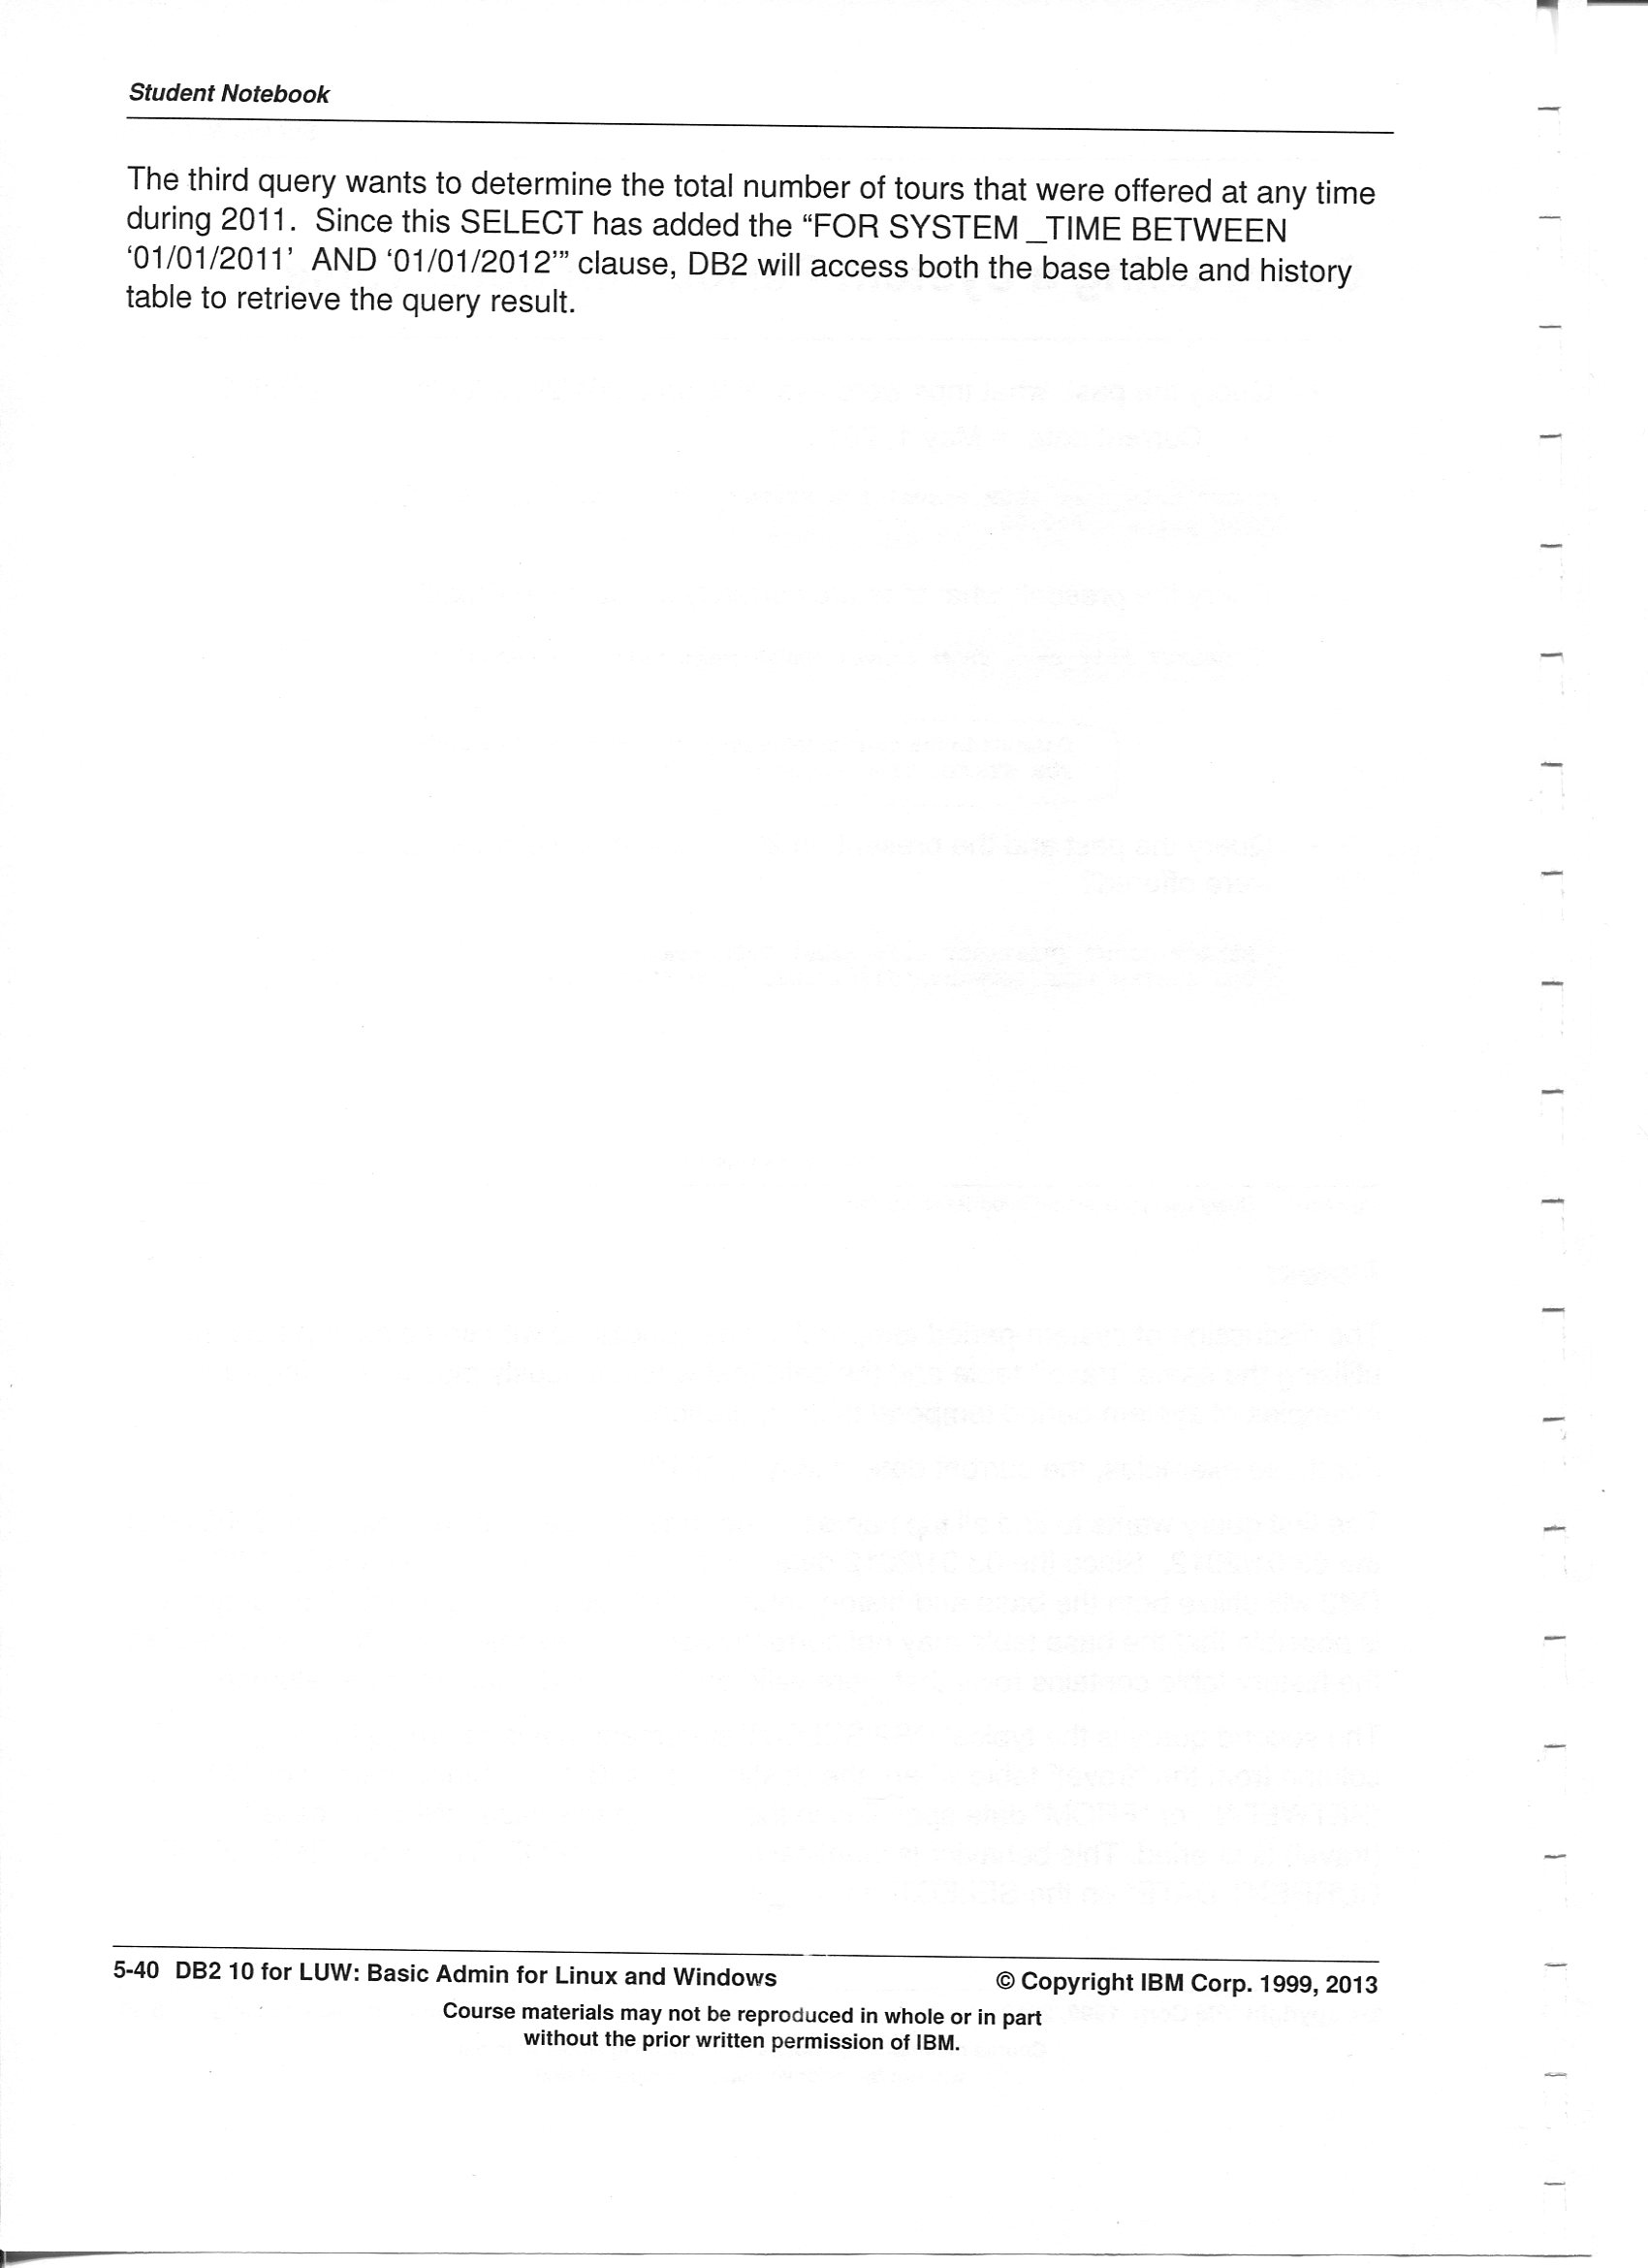 Student Notebook
The third query wants to determine the total number of tours that were offered at any time
during 2011.  Since this SELECT has added the “FOR SYSTEM _TIME BETWEEN
‘01/01/2011’  AND ‘01/01/2012’” clause, DB2 will access both the base table and history
table to retrieve the query result.
5-40  DB2 10 for LUW: Basic Admin for Linux and Windows
© Copyright IBM Corp. 1999, 2013
Course materials may not be reproduced in whole or in part
without the prior written permission of IBM.